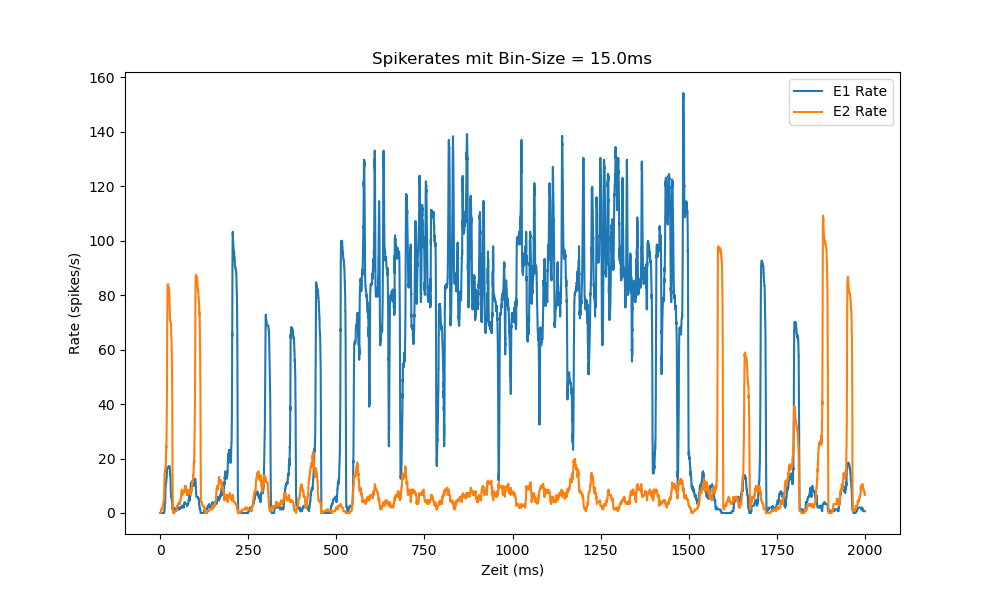 Spikerates mit Bin-Size = 15.0ms
E1 Rate
E2 Rate
Rate (spikes/s)
160
140
120
100
80
60
40
20
0
0 250 500 750 1000 1250 1500 1750 2000
Zeit (ms)